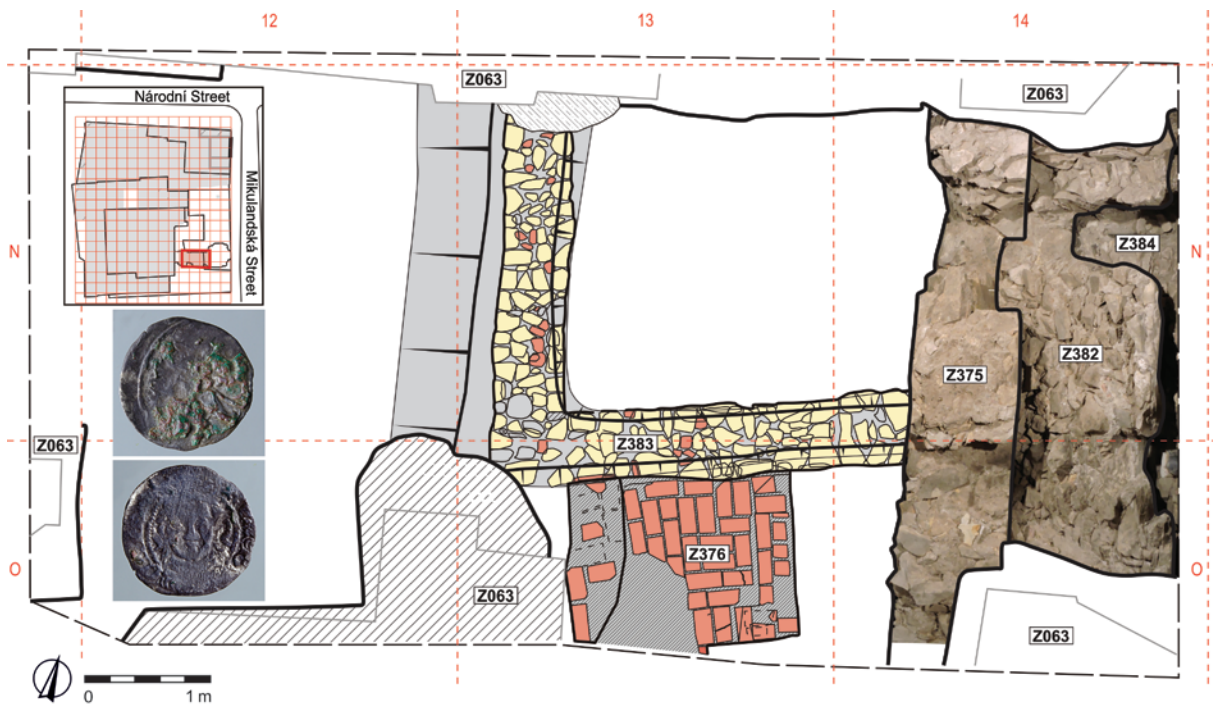 12 13 14
Z063
Z063
Národní Street
Mikulandská Street
N N
Z384
Z382
Z375
Z063 Z383
Z376
O O
Z063
Z063
0 1 m